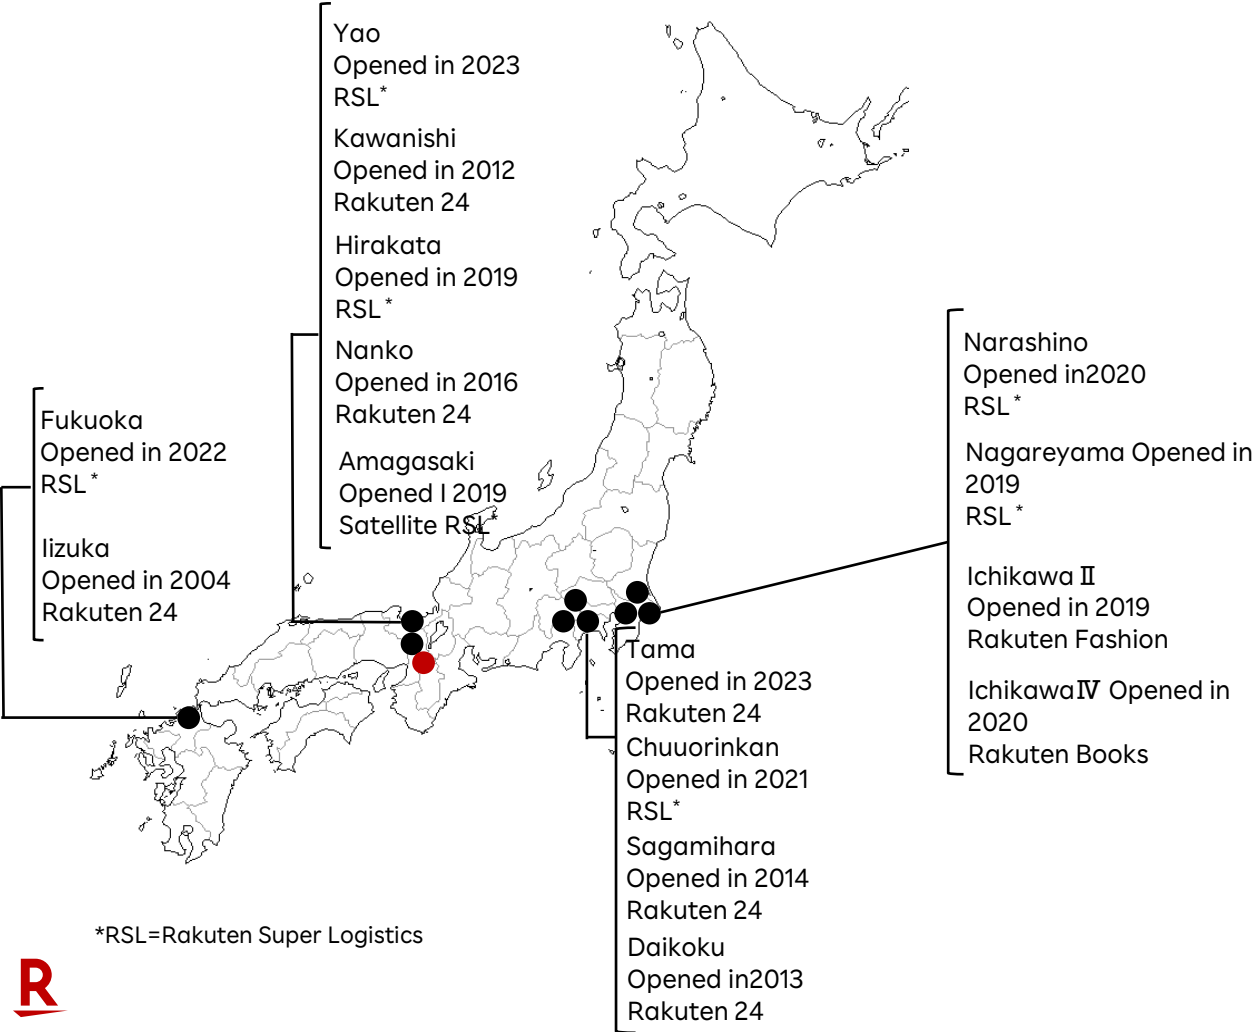 Yao
Opened in 2023
RSL*
Kawanishi
Opened in 2012
Rakuten 24
Hirakata
Opened in 2019
RSL*
Nanko
Opened in 2016
Rakuten 24
Amagasaki
Opened I 2019
Satellite RSL*
Fukuoka
Opened in 2022
RSL*
Iizuka
Opened in 2004
Rakuten 24
Narashino
Opened in2020
RSL*
Nagareyama Opened in
2019
RSL*
Ichikawa Ⅱ
Opened in 2019
Rakuten Fashion
IchikawaⅣ Opened in
2020
Rakuten Books
Tama
Opened in 2023
Rakuten 24
Chuuorinkan
Opened in 2021
RSL*
Sagamihara
Opened in 2014
Rakuten 24
Daikoku
Opened in2013
Rakuten 24
*RSL=Rakuten Super Logistics
R